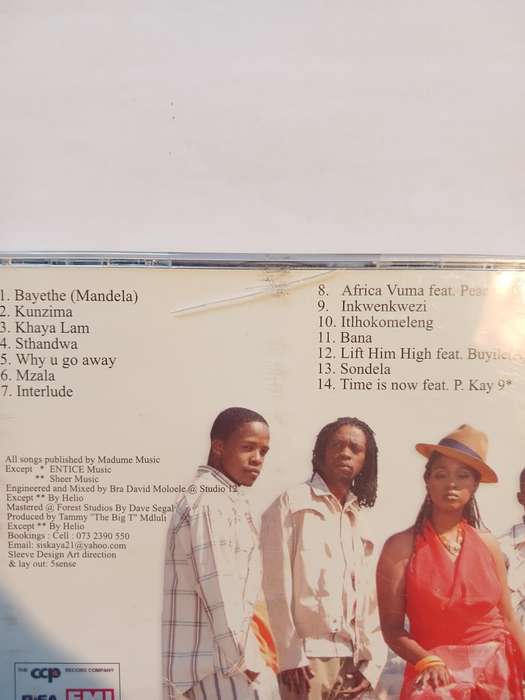 1. Bayethe (Mandela)
2. Kunzima
3. Khaya Lam
4. Sthandwa
5. Why u go away
6. Mzala
7. Interlude
8. Africa Vuma feat.
9. Inkwenkwezi
10. Itlhokomeleng
11. Bana
12. Lift Him High feat.
13. Sondela
14. Time is now feat. P. Kay 9*
All songs published by Madume Music
Except * ENTICE Music
** Sheer Music
Engineered and Mixed by Bra David Moloele @ Studio 12
Except ** By Helio
Mastered @ Forest Studios By Dave Segal
Produced by Tammy "The Big T" Mdluli
Except ** By Helio
Bookings : Cell : 073 2390 550
Email: siskaya21@yahoo.com
Sleeve Design Art direction
& lay out: 5sense
THE CCP RECORD COMPANY
EMI